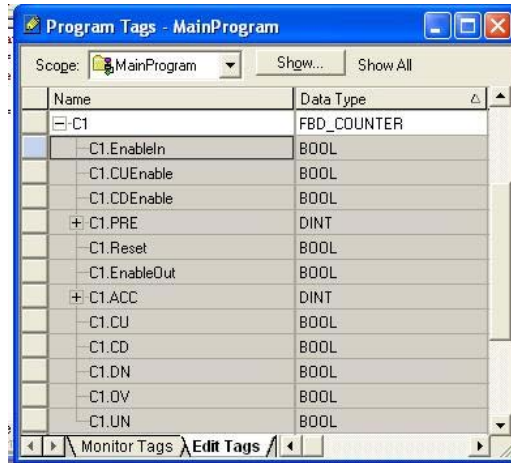 Program Tags - MainProgram
Scope: MainProgram Show... Show All
Name Data Type
C1 FBD_COUNTER
C1.EnableIn BOOL
C1.CUEnable BOOL
C1.CDEnable BOOL
C1.PRE DINT
C1.Reset BOOL
C1.EnableOut BOOL
C1.ACC DINT
C1.CU BOOL
C1.CD BOOL
C1.DN BOOL
C1.OV BOOL
C1.UN BOOL
Monitor Tags Edit Tags